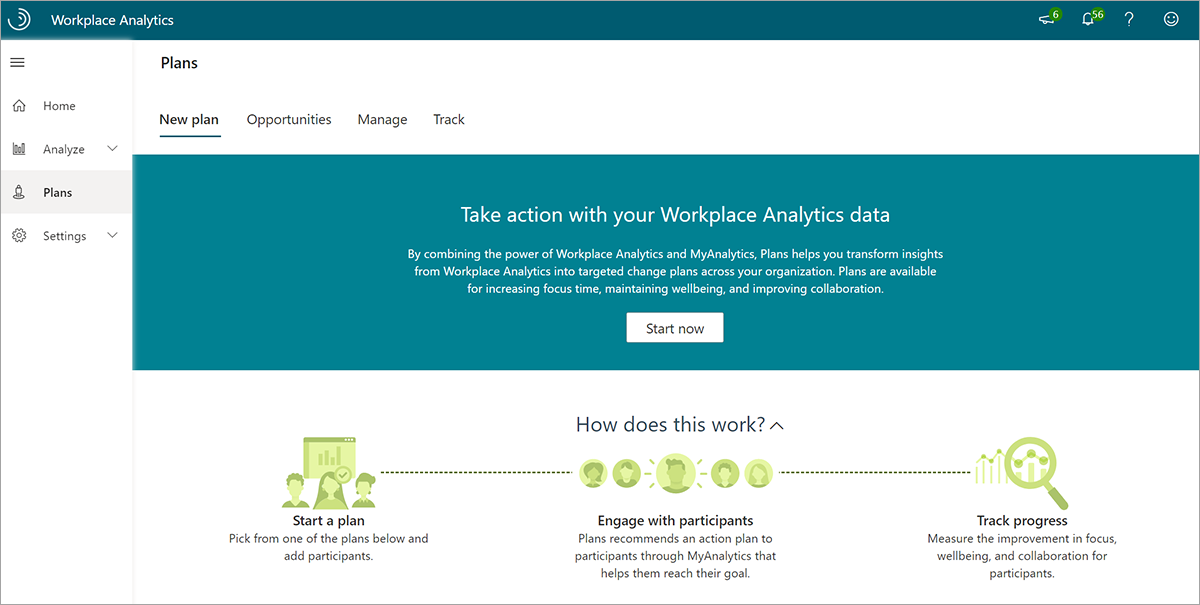 Workplace Analytics
6
56
Plans
Home
Analyze
Plans
Settings
New plan
Opportunities
Manage
Track
Take action with your Workplace Analytics data
By combining the power of Workplace Analytics and MyAnalytics, Plans helps you transform insights
from Workplace Analytics into targeted change plans across your organization. Plans are available
for increasing focus time, maintaining wellbeing, and improving collaboration.
Start now
How does this work?
Start a plan
Pick from one of the plans below and
add participants.
Engage with participants
Plans recommends an action plan to
participants through MyAnalytics that
helps them reach their goal.
Track progress
Measure the improvement in focus,
wellbeing, and collaboration for
participants.